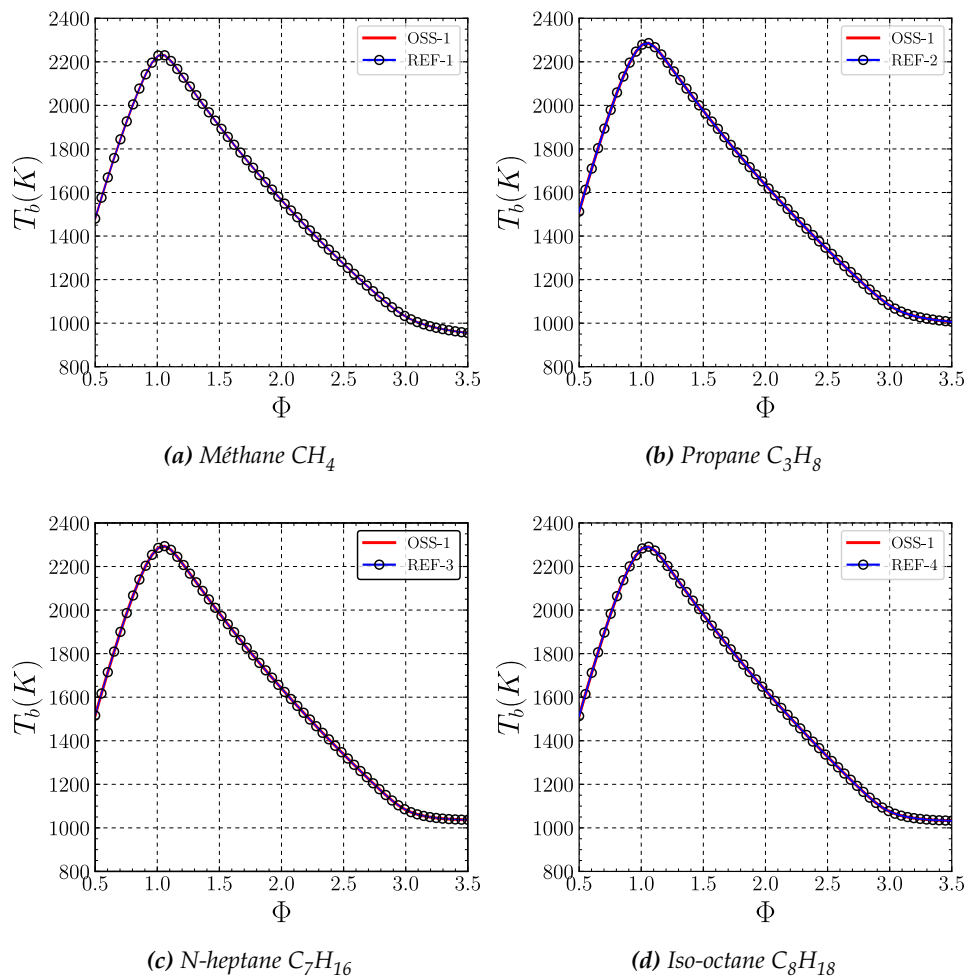 2400
2200
2000
1800
1600
1400
1200
1000
800
T_b(K)
0.5 1.0 1.5 2.0 2.5 3.0 3.5
Φ
OSS-1
REF-1
(a) Méthane CH4
2400
2200
2000
1800
1600
1400
1200
1000
800
T_b(K)
0.5 1.0 1.5 2.0 2.5 3.0 3.5
Φ
OSS-1
REF-2
(b) Propane C3H8
2400
2200
2000
1800
1600
1400
1200
1000
800
T_b(K)
0.5 1.0 1.5 2.0 2.5 3.0 3.5
Φ
OSS-1
REF-3
(c) N-heptane C7H16
2400
2200
2000
1800
1600
1400
1200
1000
800
T_b(K)
0.5 1.0 1.5 2.0 2.5 3.0 3.5
Φ
OSS-1
REF-4
(d) Iso-octane C8H18